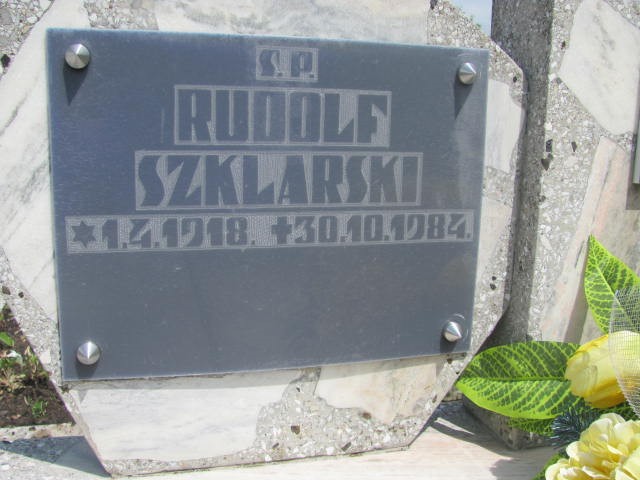 Ś.P.
RUDOLF
SZKLARSKI
✶1.4.1918. ✝30.10.1984.